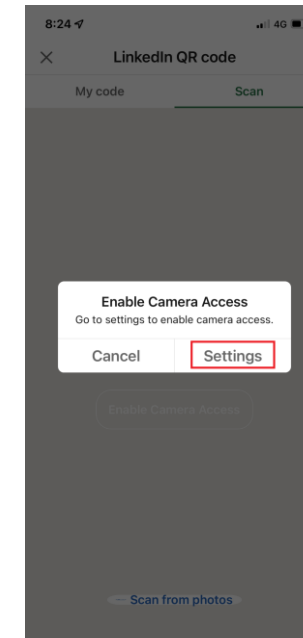 8:24
4G
LinkedIn QR code
My code Scan
Enable Camera Access
Go to settings to enable camera access.
Cancel Settings
Enable Camera Access
Scan from photos